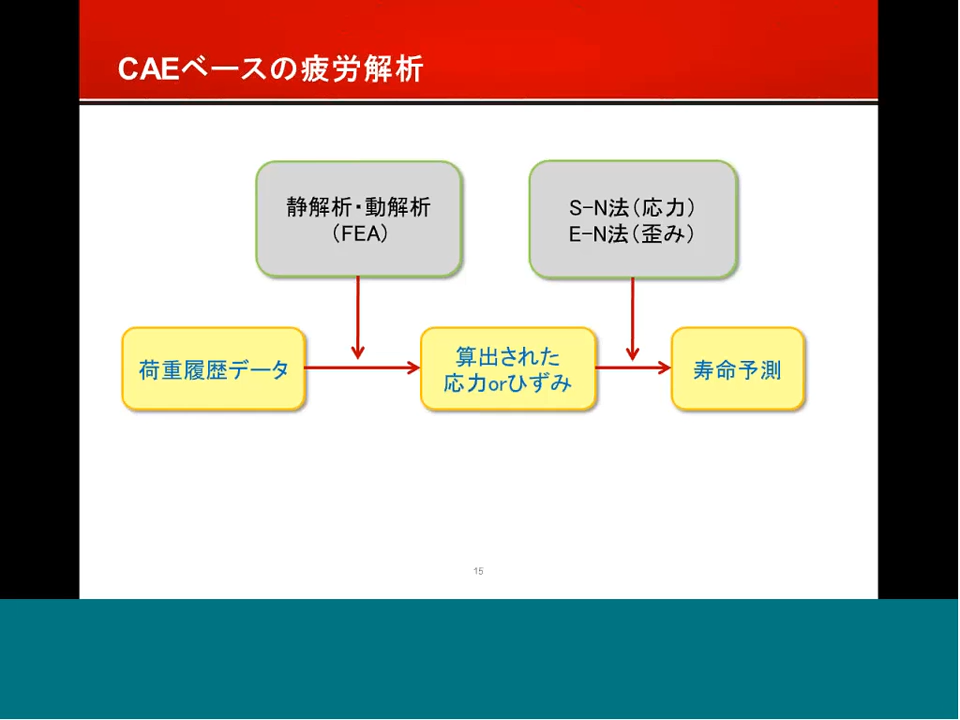 CAEベースの疲労解析
静解析・動解析
（FEA）
S-N法（応力）
E-N法（歪み）
荷重履歴データ
算出された
応力orひずみ
寿命予測
15